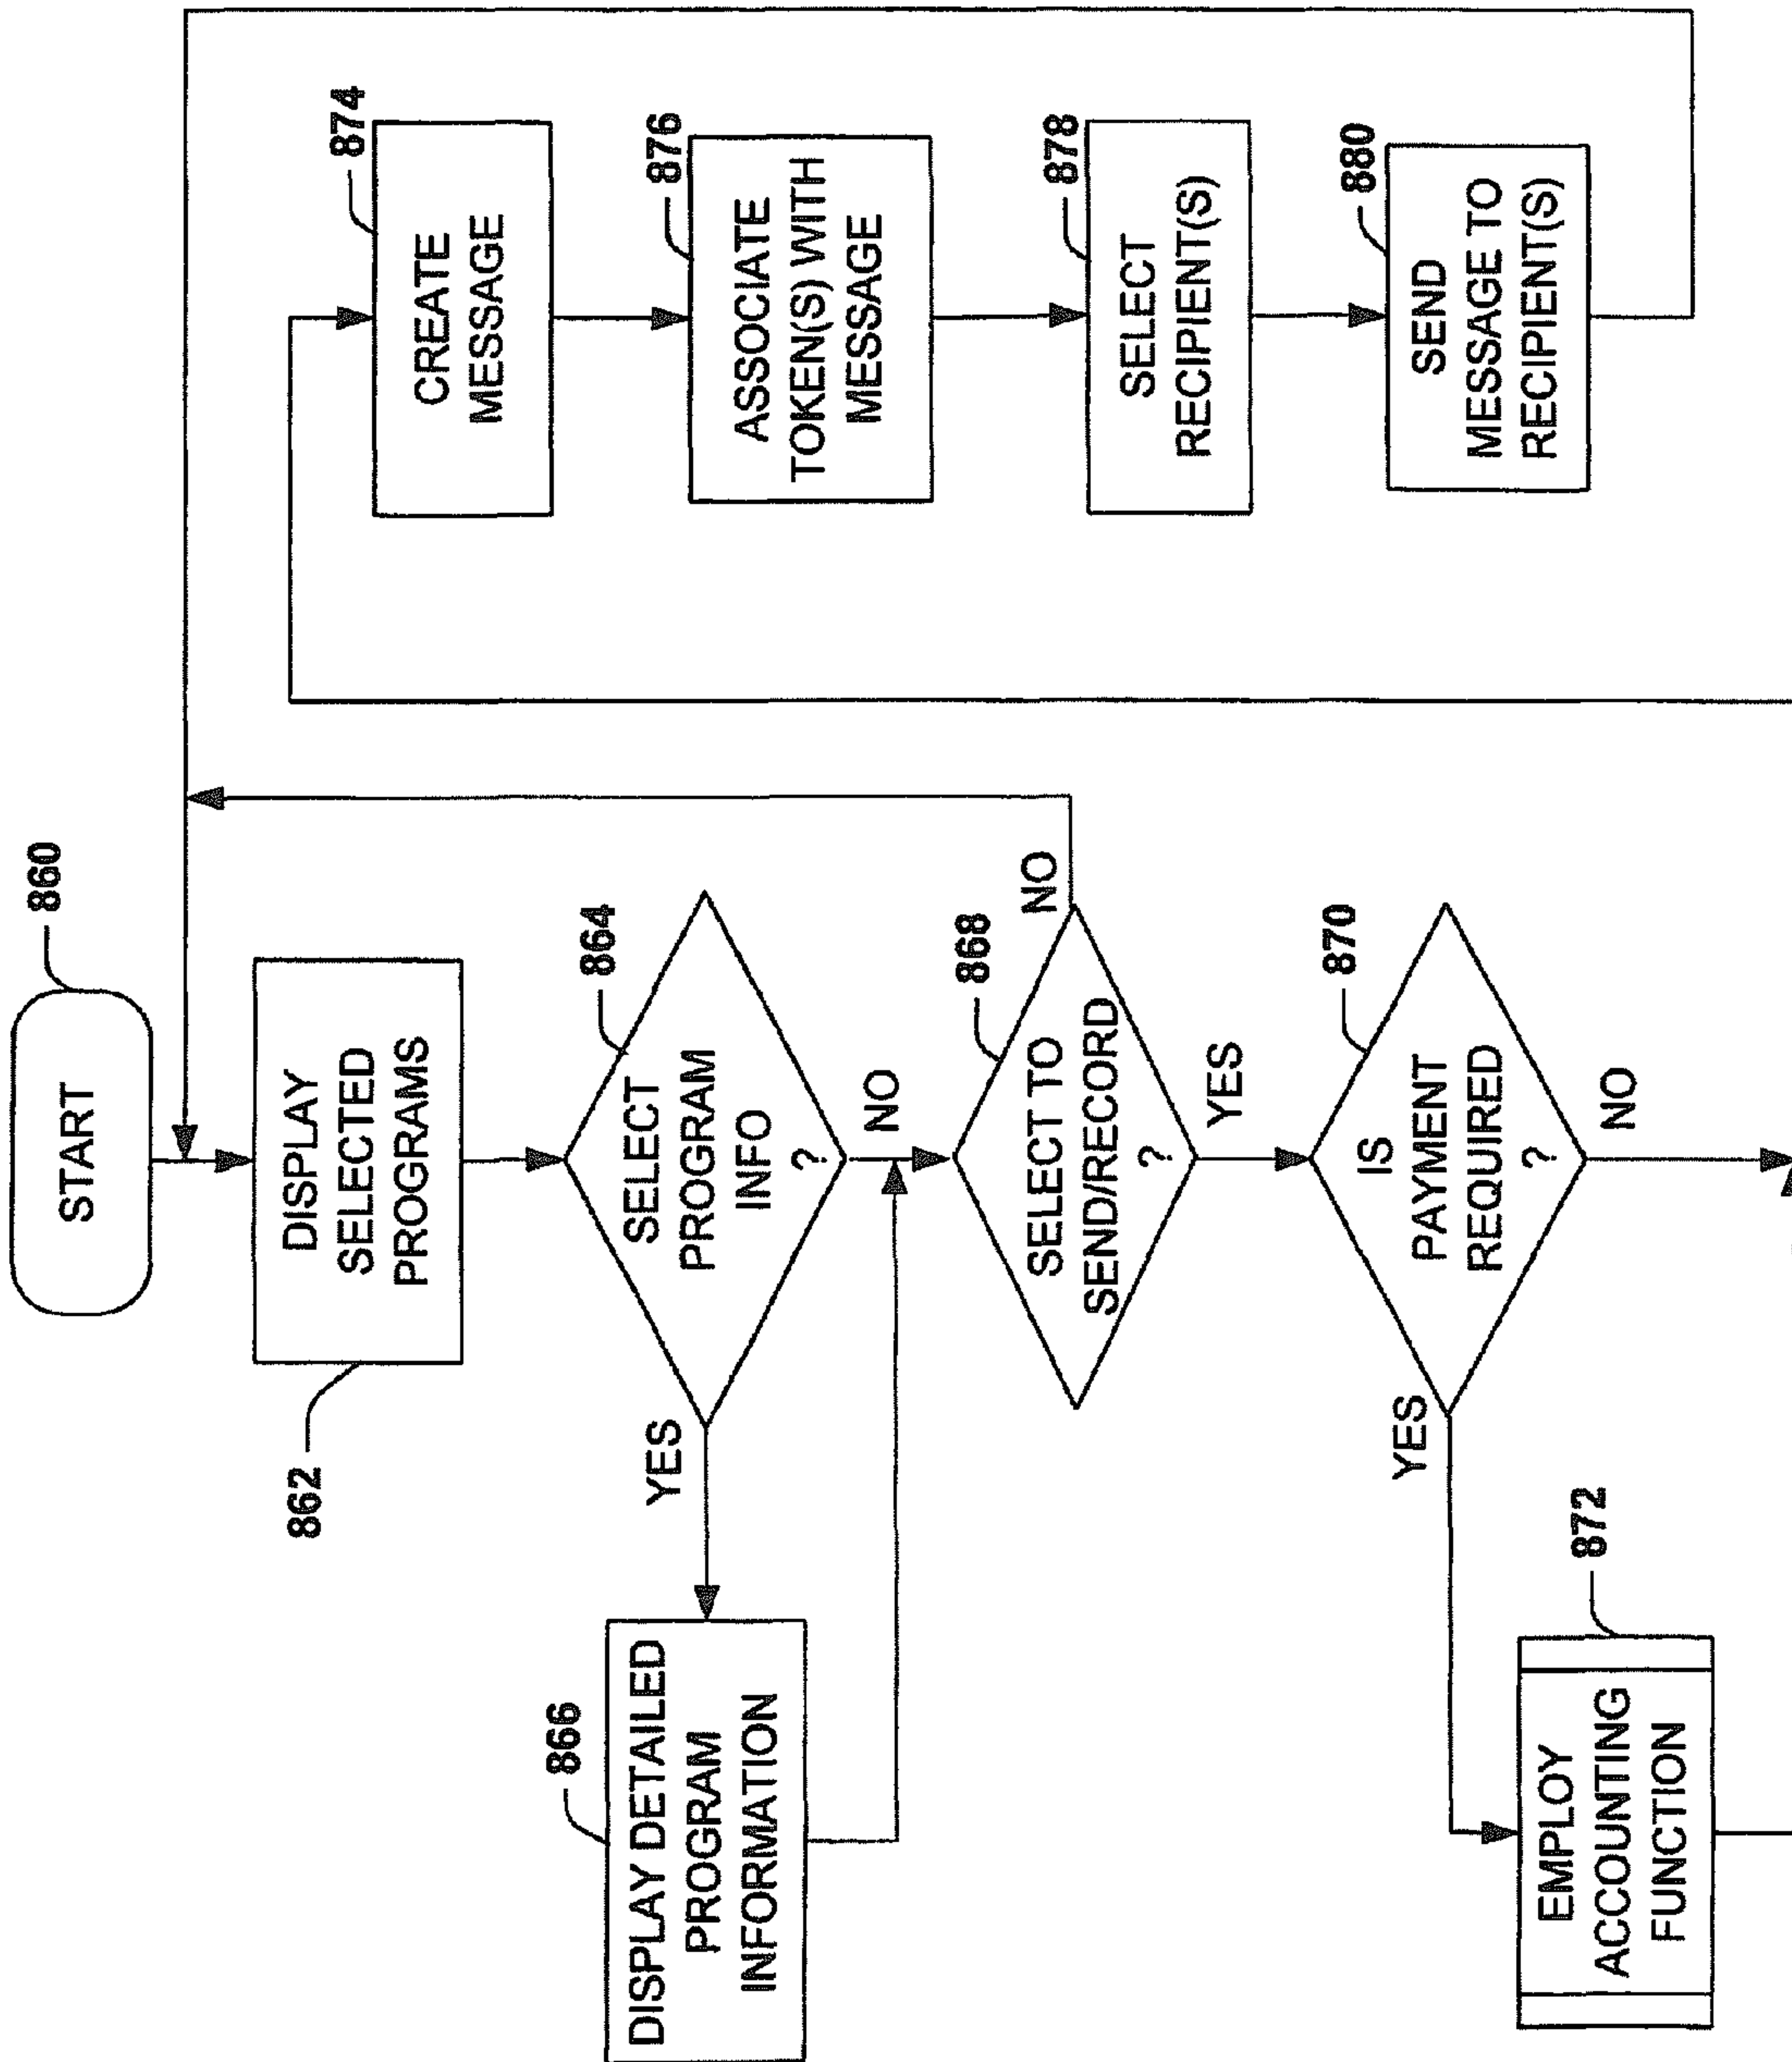 START
860
DISPLAY
SELECTED
PROGRAMS
862
SELECT
PROGRAM
INFO
?
864
YES
NO
DISPLAY DETAILED
PROGRAM
INFORMATION
866
SELECT TO
SEND/RECORD
?
868
NO
YES
IS
PAYMENT
REQUIRED
?
870
YES
NO
EMPLOY
ACCOUNTING
FUNCTION
872
CREATE
MESSAGE
874
ASSOCIATE
TOKEN(S) WITH
MESSAGE
876
SELECT
RECIPIENT(S)
878
SEND
MESSAGE TO
RECIPIENT(S)
880